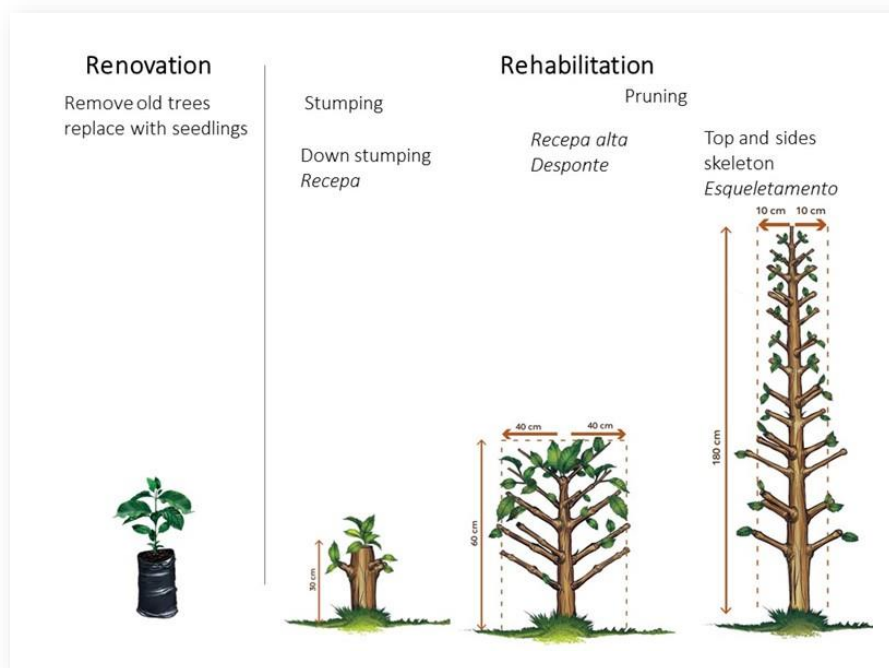 Renovation
Remove old trees
replace with seedlings
Rehabilitation
Stumping
Down stumping
Recepa
Pruning
Recepa alta
Desponte
Top and sides
skeleton
Esqueletamento
30 cm
40 cm 40 cm
60 cm
10 cm 10 cm
180 cm